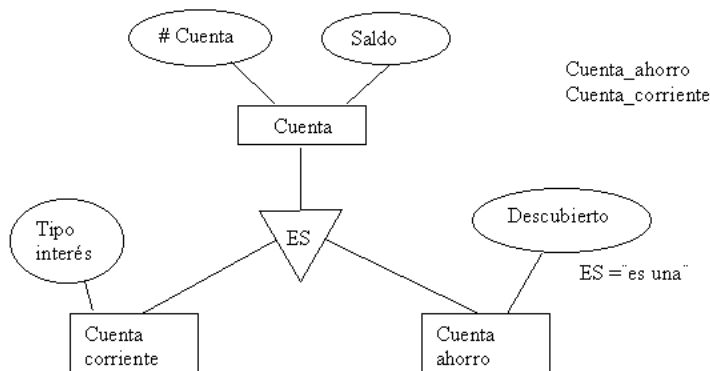 # Cuenta
Saldo
Cuenta_ahorro
Cuenta_corriente
Cuenta
Tipo
interés
ES
Descubierto
ES =¨es una¨
Cuenta
corriente
Cuenta
ahorro